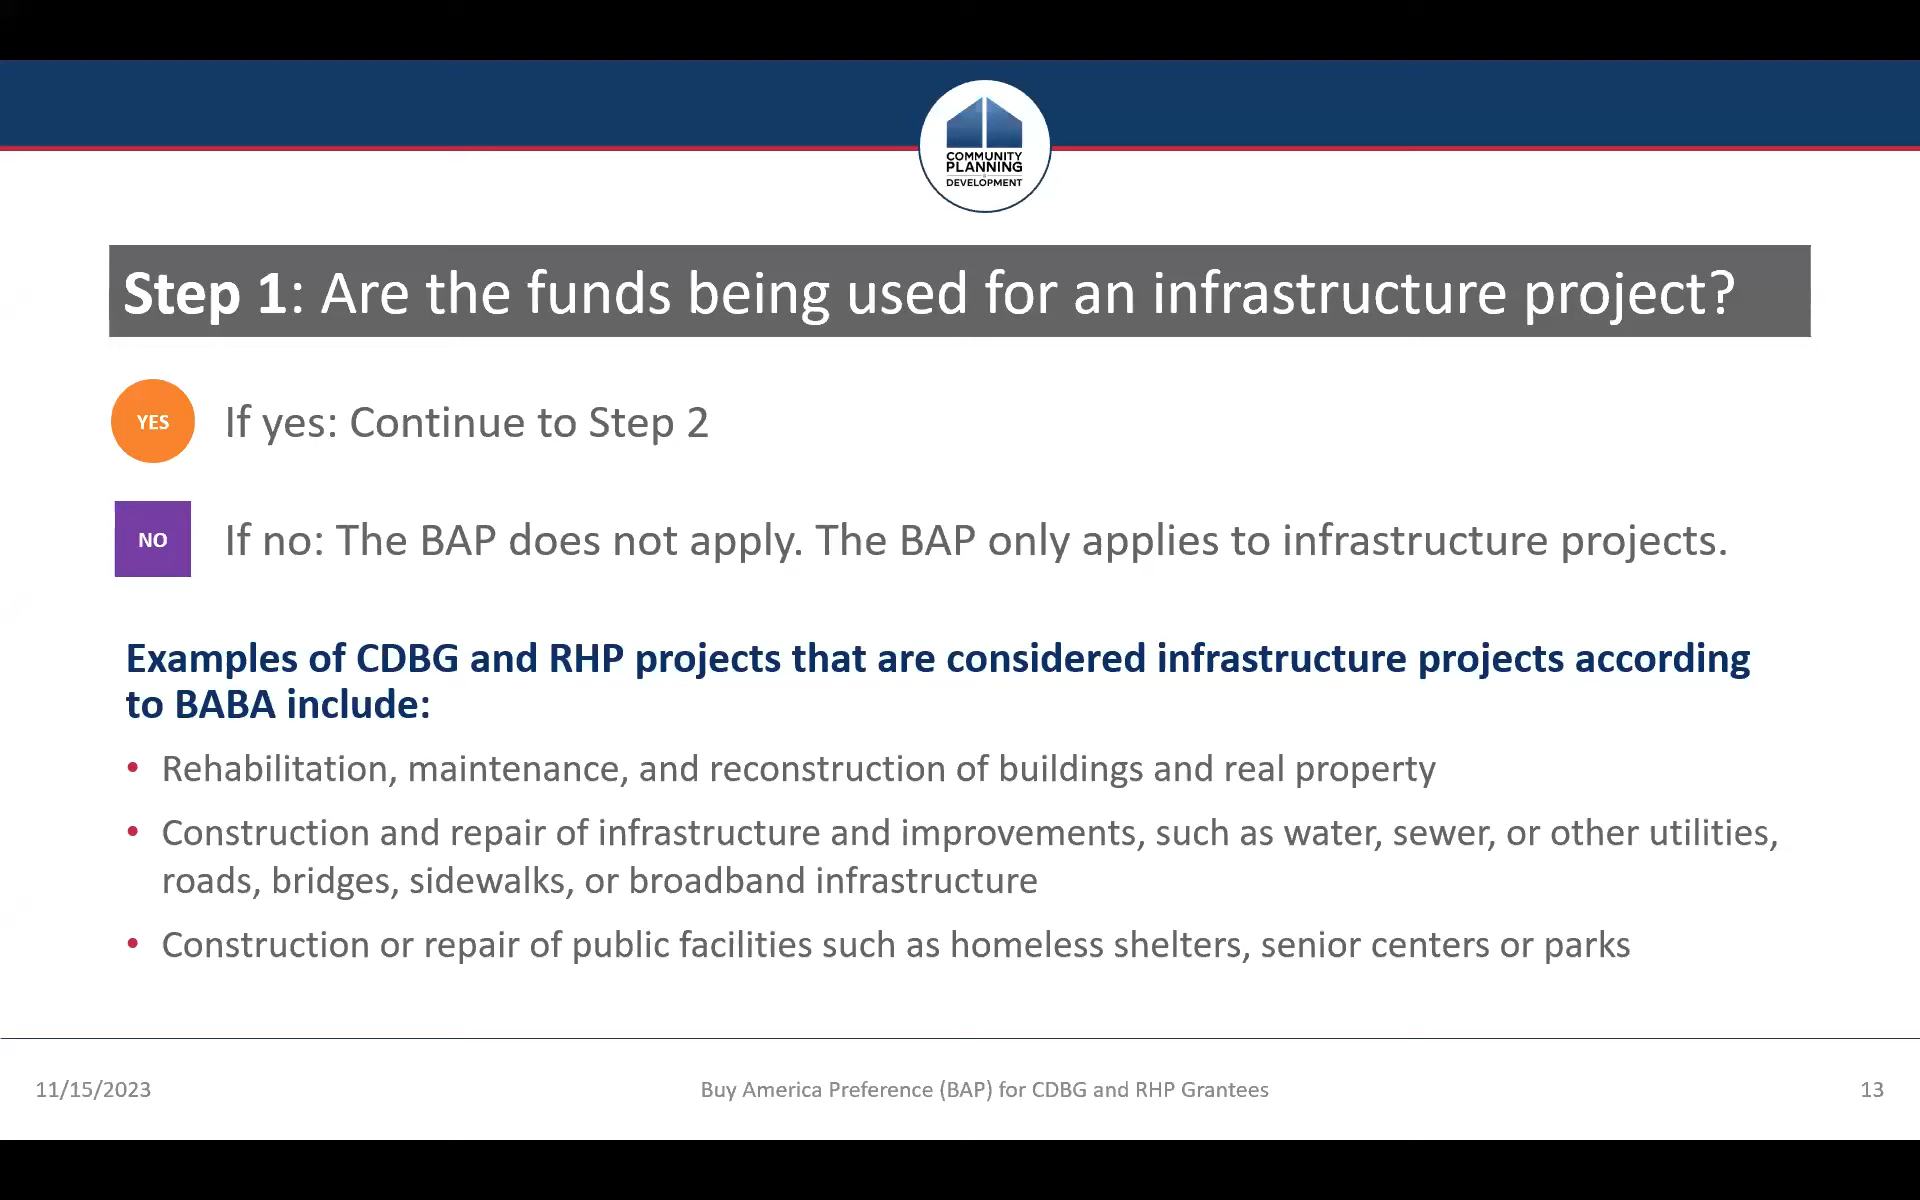 COMMUNITY
PLANNING
DEVELOPMENT
Step 1: Are the funds being used for an infrastructure project?
YES
If yes: Continue to Step 2
NO
If no: The BAP does not apply. The BAP only applies to infrastructure projects.
Examples of CDBG and RHP projects that are considered infrastructure projects according
to BABA include:
• Rehabilitation, maintenance, and reconstruction of buildings and real property
• Construction and repair of infrastructure and improvements, such as water, sewer, or other utilities,
roads, bridges, sidewalks, or broadband infrastructure
• Construction or repair of public facilities such as homeless shelters, senior centers or parks
11/15/2023
Buy America Preference (BAP) for CDBG and RHP Grantees
13